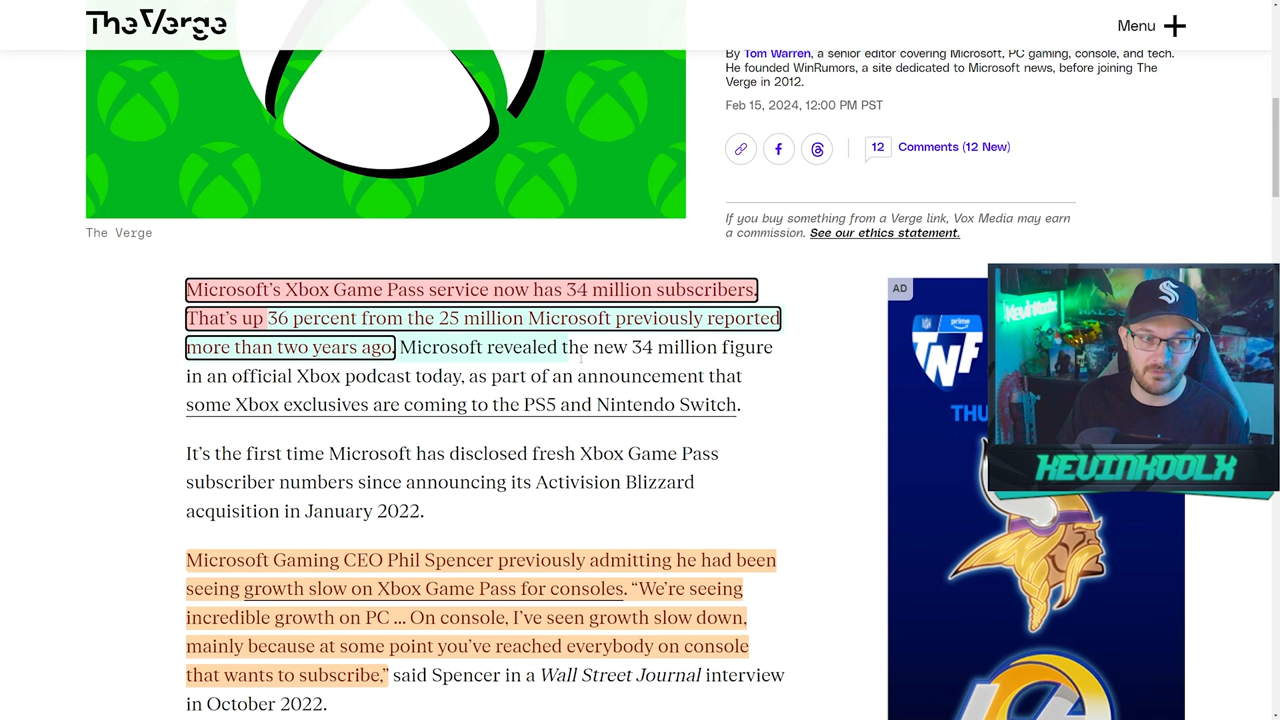 The Verge
Menu
By Tom Warren, a senior editor covering Microsoft, PC gaming, console, and tech.
He founded WinRumors, a site dedicated to Microsoft news, before joining The
Verge in 2012.
Feb 15, 2024, 12:00 PM PST
12
Comments (12 New)
If you buy something from a Verge link, Vox Media may earn
a commission. See our ethics statement.
The Verge
Microsoft’s Xbox Game Pass service now has 34 million subscribers.
That’s up 36 percent from the 25 million Microsoft previously reported
more than two years ago. Microsoft revealed the new 34 million figure
in an official Xbox podcast today, as part of an announcement that
some Xbox exclusives are coming to the PS5 and Nintendo Switch.
It’s the first time Microsoft has disclosed fresh Xbox Game Pass
subscriber numbers since announcing its Activision Blizzard
acquisition in January 2022.
Microsoft Gaming CEO Phil Spencer previously admitting he had been
seeing growth slow on Xbox Game Pass for consoles. “We’re seeing
incredible growth on PC ... On console, I’ve seen growth slow down,
mainly because at some point you’ve reached everybody on console
that wants to subscribe,” said Spencer in a Wall Street Journal interview
in October 2022.
AD
NFL
prime
TNF
THU
KevinKoolx
KEVINKOOLX